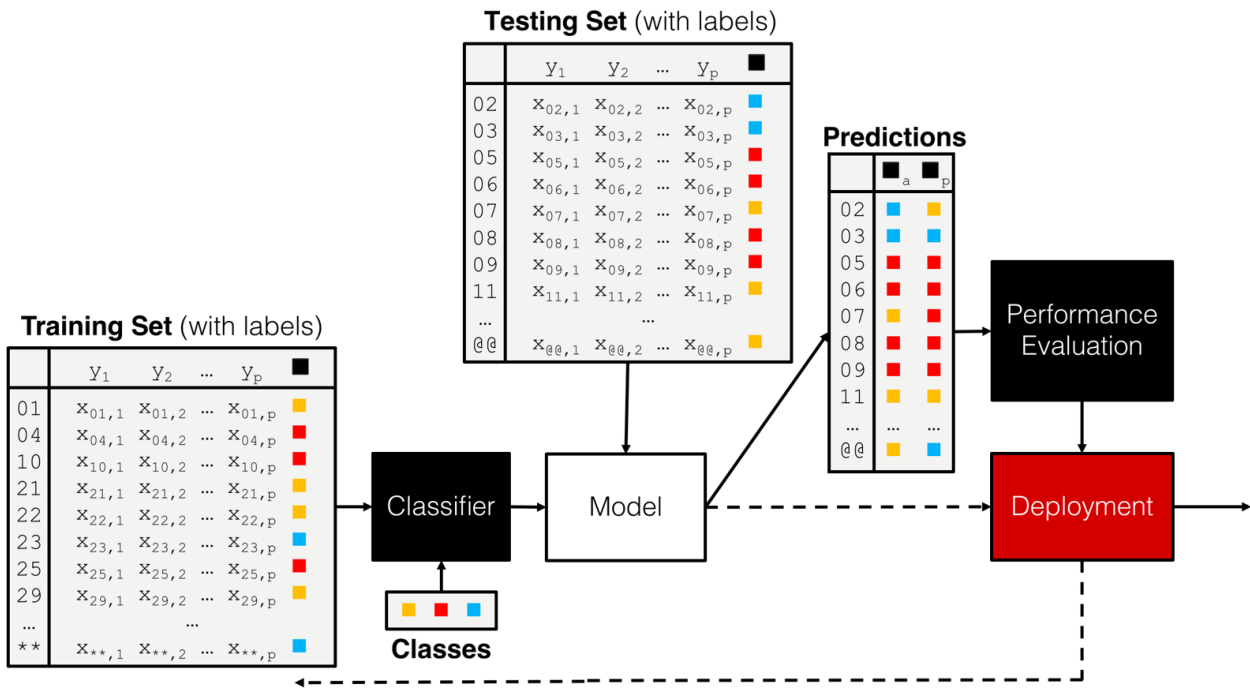 Testing Set (with labels)
y1 y2 … yp
02 x02,1 x02,2 … x02,p
03 x03,1 x03,2 … x03,p
05 x05,1 x05,2 … x05,p
06 x06,1 x06,2 … x06,p
07 x07,1 x07,2 … x07,p
08 x08,1 x08,2 … x08,p
09 x09,1 x09,2 … x09,p
11 x11,1 x11,2 … x11,p
… …
@@ x@@,1 x@@,2 … x@@,p
Predictions
a p
02
03
05
06
07
08
09
11
… … …
@@
Performance
Evaluation
Training Set (with labels)
y1 y2 … yp
01 x01,1 x01,2 … x01,p
04 x04,1 x04,2 … x04,p
10 x10,1 x10,2 … x10,p
21 x21,1 x21,2 … x21,p
22 x22,1 x22,2 … x22,p
23 x23,1 x23,2 … x23,p
25 x25,1 x25,2 … x25,p
29 x29,1 x29,2 … x29,p
… …
** x**,1 x**,2 … x**,p
Classifier
Model
Deployment
Classes